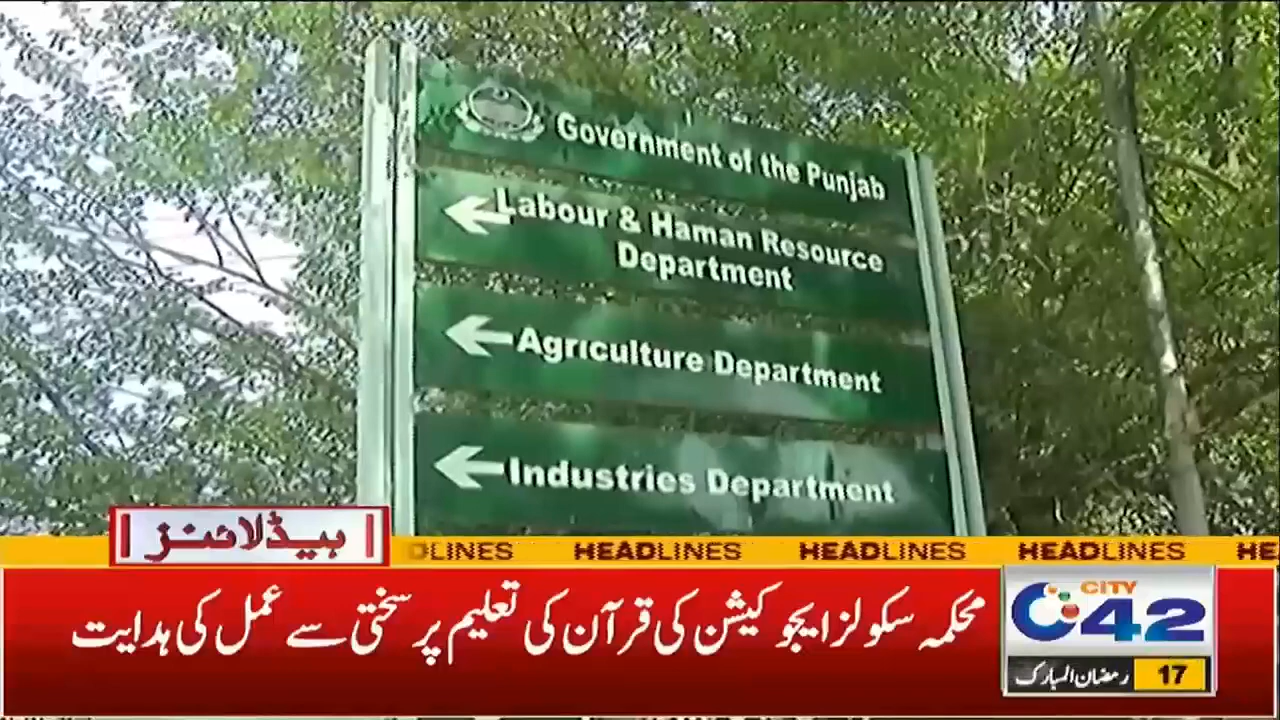 Government of the Punjab
Labour & Haman Resource
Department
Agriculture Department
Industries Department
ہیڈلائنز
DLINES HEADLINES HEADLINES HEADLINES HE
محکمہ سکولز ایجوکیشن کی قرآن کی تعلیم پر سختی سے عمل کی ہدایت
CITY
42
17 رمضان المبارک